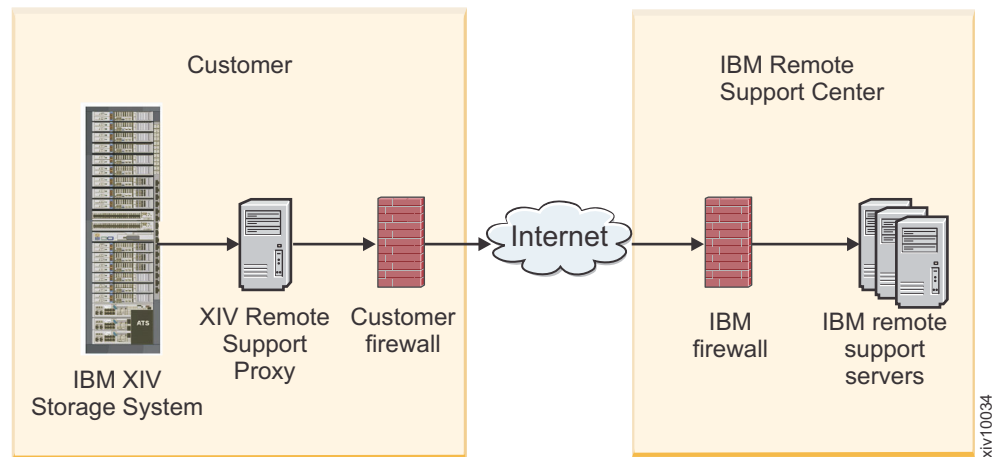 Customer
IBM Remote
Support Center
ATS
Internet
XIV Remote
Support
Proxy
Customer
firewall
IBM
firewall
IBM remote
support
servers
IBM XIV
Storage System
xiv10034